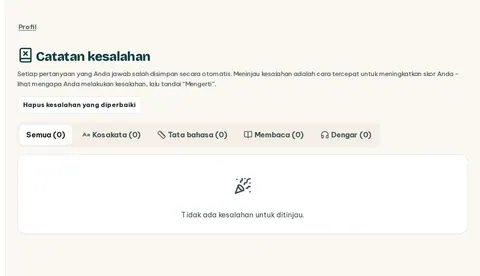 Profil
Catatan kesalahan
Setiap pertanyaan yang Anda jawab salah disimpan secara otomatis. Meninjau kesalahan adalah cara tercepat untuk meningkatkan skor Anda –
lihat mengapa Anda melakukan kesalahan, lalu tandai "Mengerti".
Hapus kesalahan yang diperbaiki
Semua (0) Aa Kosakata (0) Tata bahasa (0) Membaca (0) Dengar (0)
Tidak ada kesalahan untuk ditinjau.